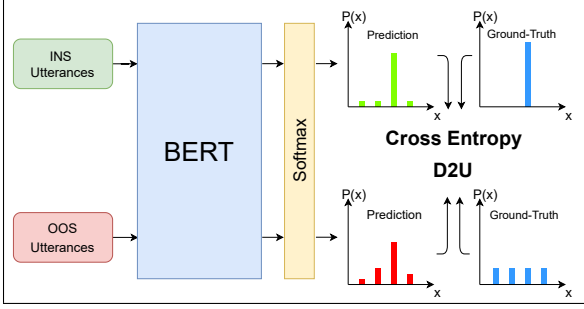 INS
Utterances
BERT
Softmax
P(x)
Prediction
x
P(x)
Ground-Truth
x
Cross Entropy
D2U
OOS
Utterances
P(x)
Prediction
x
P(x)
Ground-Truth
x